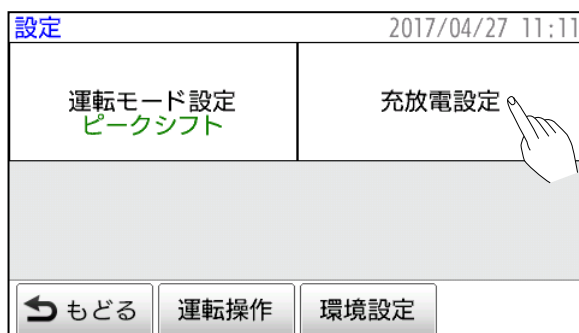 設定 2017/04/27 11:11
運転モード設定
ピークシフト
充放電設定
もどる 運転操作 環境設定